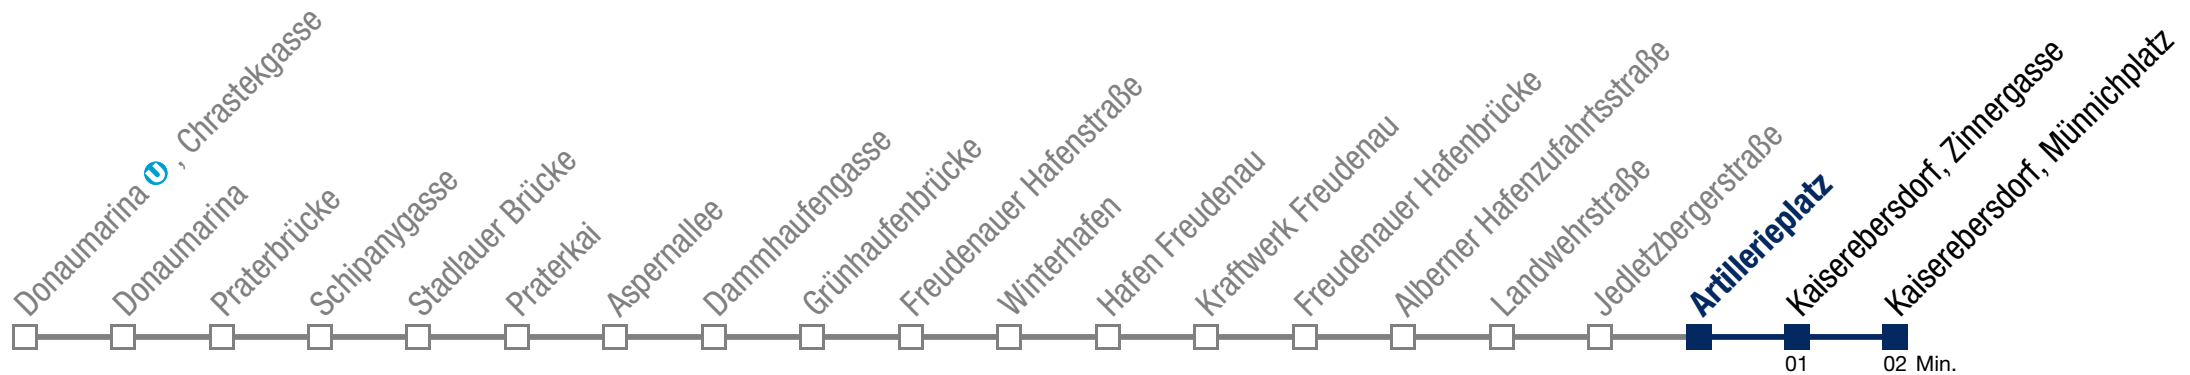 Donaumarina U, Chrastekgasse
Donaumarina
Praterbrücke
Schipanygasse
Stadlauer Brücke
Praterkai
Aspernallee
Dammhaufengasse
Grünhaufenbrücke
Freudenauer Hafenstraße
Winterhafen
Hafen Freudenau
Kraftwerk Freudenau
Freudenauer Hafenbrücke
Alberner Hafenzufahrtsstraße
Landwehrstraße
Jedletzbergerstraße
Artillerieplatz
Kaiserebersdorf, Zinnergasse
Kaiserebersdorf, Münnichplatz
01
02 Min.